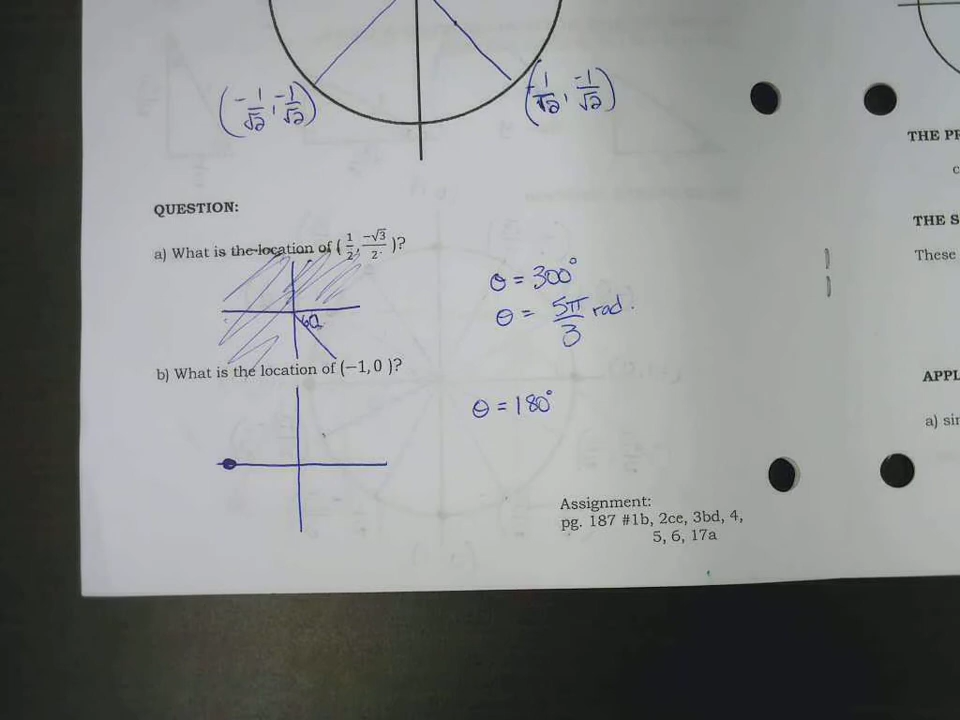 (-1/√2, -1/√2)
(1/√2, -1/√2)
QUESTION:
a) What is the location of (1/2, -√3/2)?
60
θ = 300°
θ = 5π/3 rad.
b) What is the location of (-1, 0)?
θ = 180°
Assignment:
pg. 187 #1b, 2ce, 3bd, 4,
5, 6, 17a
THE
THE S
These
APPL
a) sin